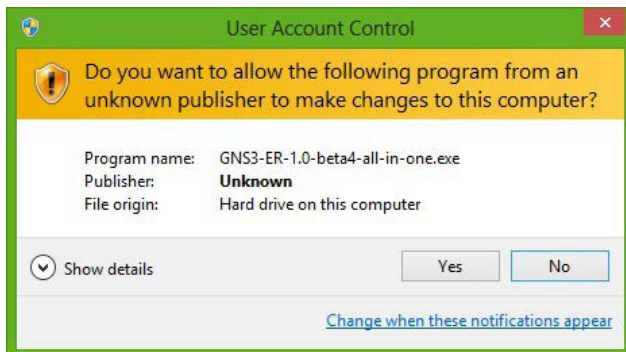 User Account Control
Do you want to allow the following program from an
unknown publisher to make changes to this computer?
Program name: GNS3-ER-1.0-beta4-all-in-one.exe
Publisher: Unknown
File origin: Hard drive on this computer
Show details
Yes No
Change when these notifications appear